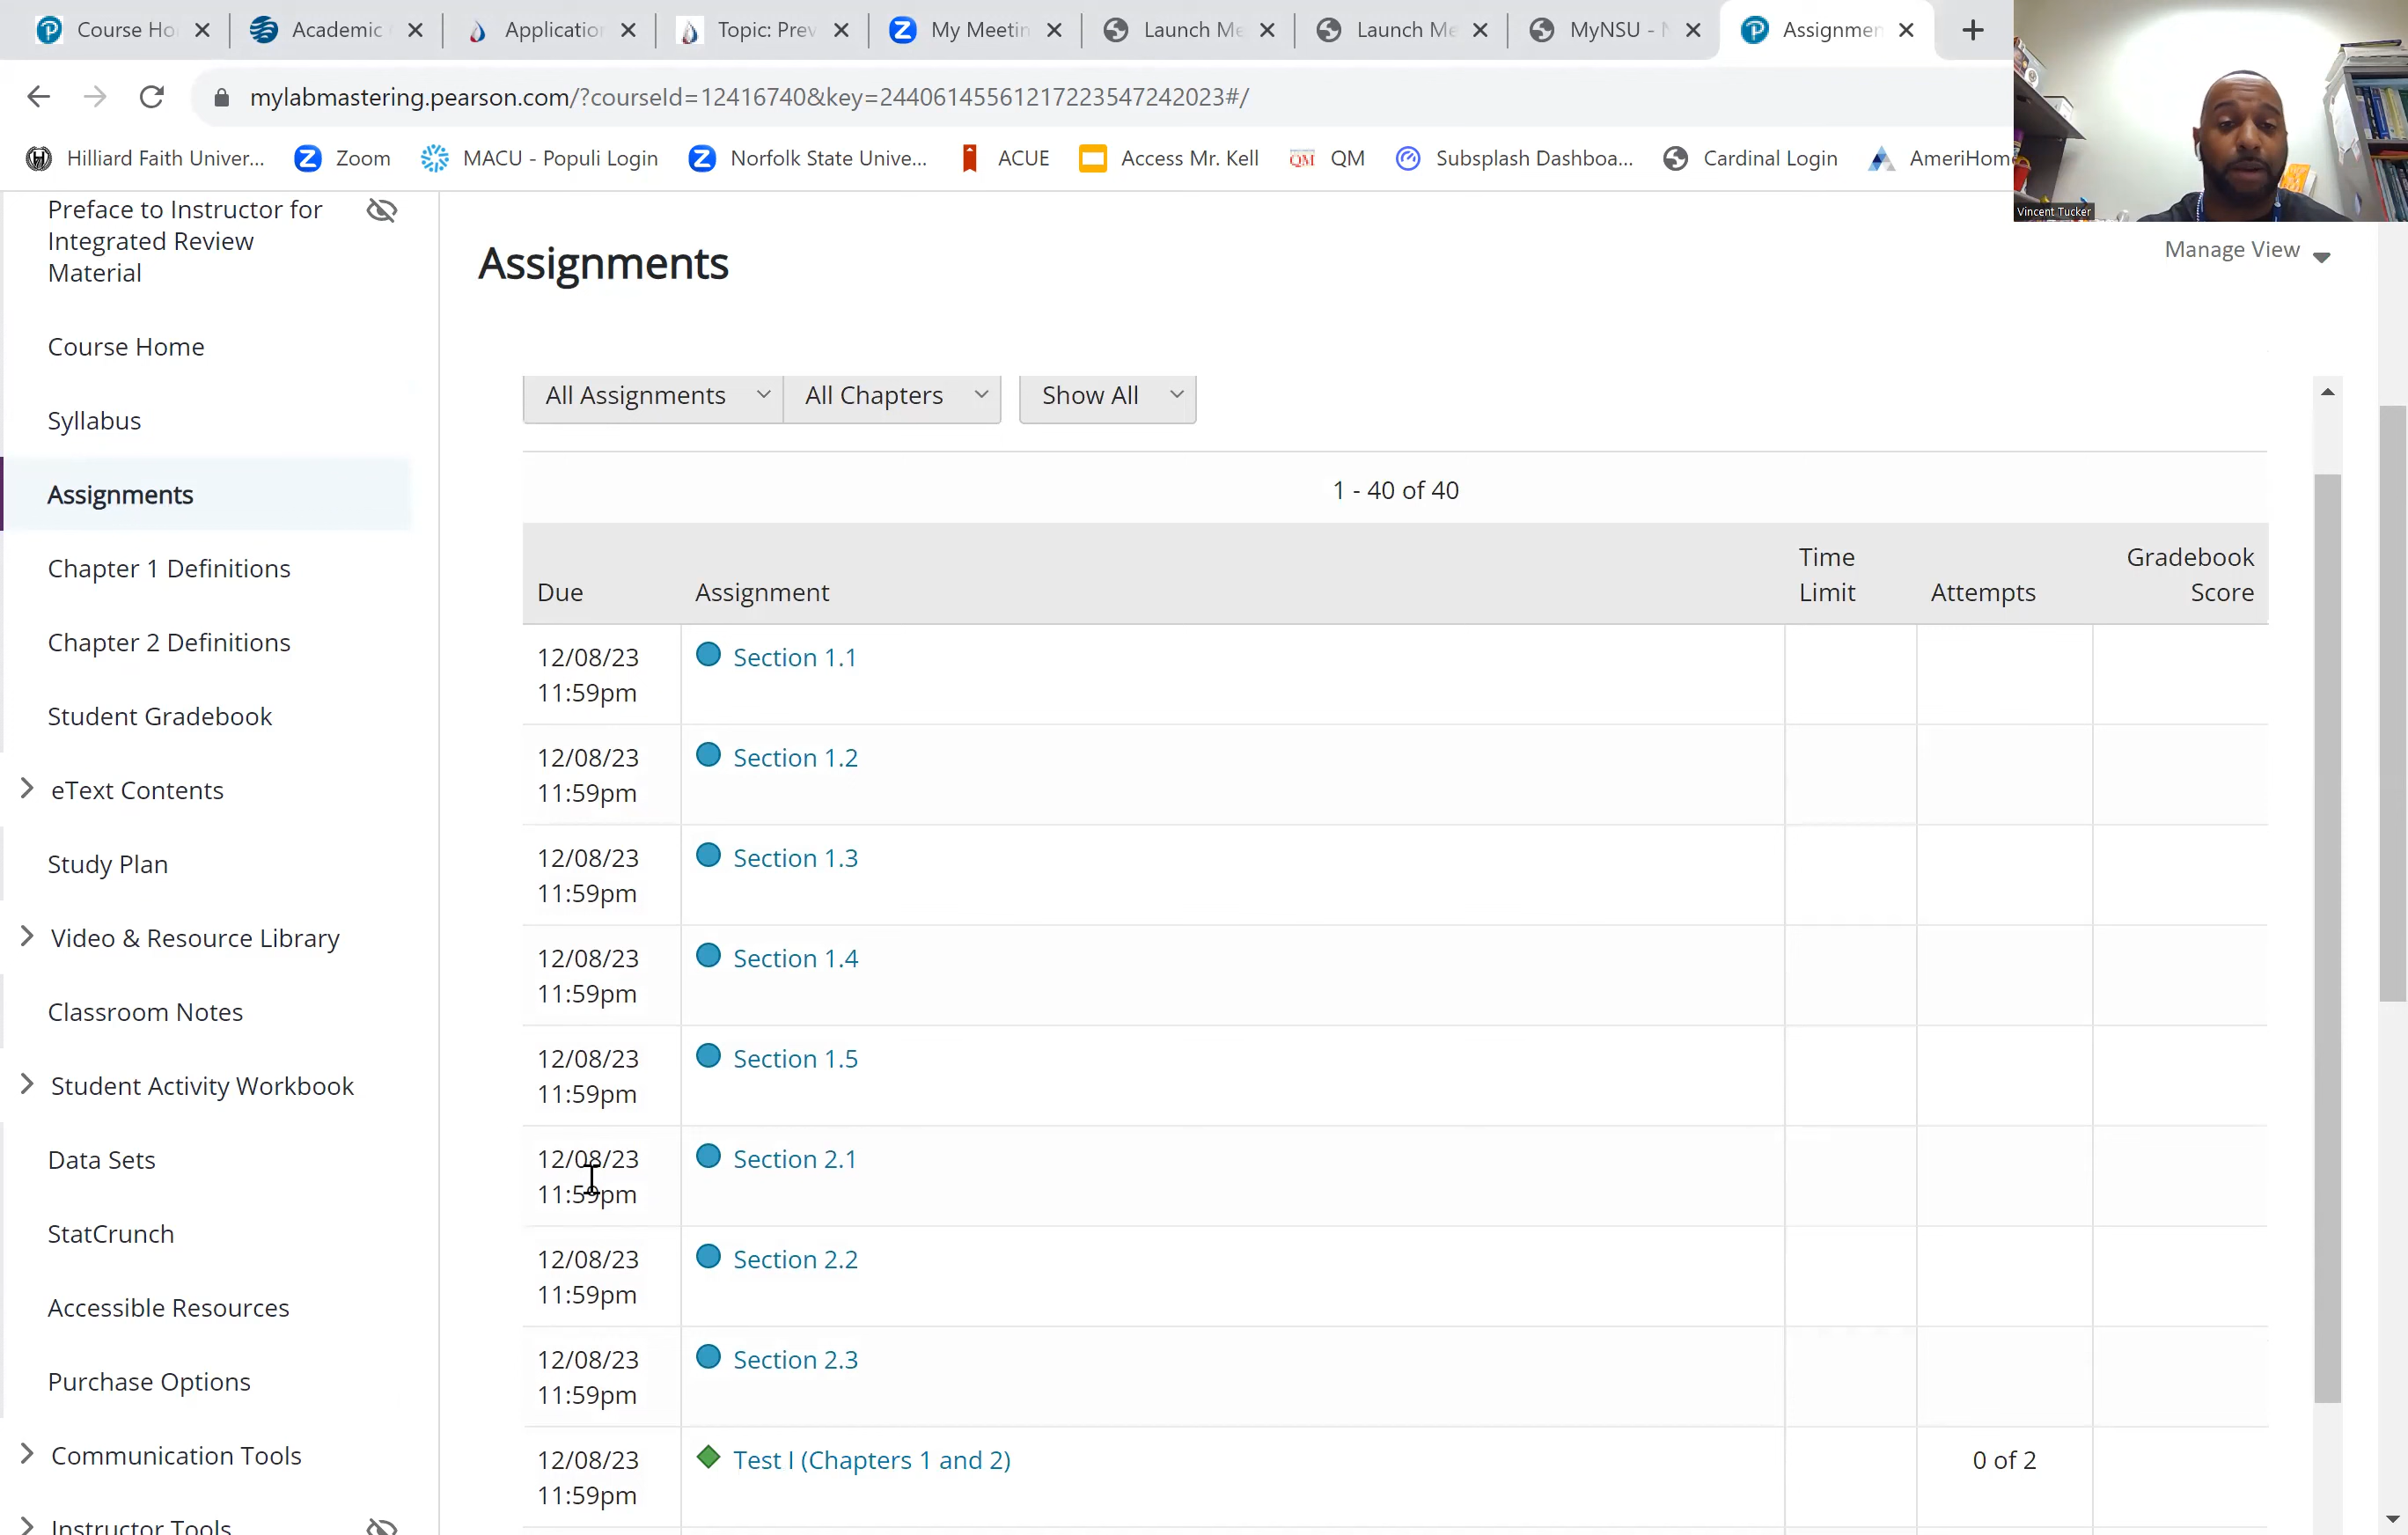 Course Ho
Academic
Application
Topic: Prev
My Meetin
Launch Me
Launch Me
MyNSU - N
Assignmen
mylabmastering.pearson.com/?courseId=12416740&key=24406145561217223547242023#/
Hilliard Faith Univer...
Zoom
MACU - Populi Login
Norfolk State Unive...
ACUE
Access Mr. Kell
QM QM
Subsplash Dashboa...
Cardinal Login
AmeriHome
Vincent Tucker
Preface to Instructor for
Integrated Review
Material
Course Home
Syllabus
Assignments
Chapter 1 Definitions
Chapter 2 Definitions
Student Gradebook
eText Contents
Study Plan
Video & Resource Library
Classroom Notes
Student Activity Workbook
Data Sets
StatCrunch
Accessible Resources
Purchase Options
Communication Tools
Instructor Tools
Assignments
Manage View
All Assignments All Chapters Show All
1 - 40 of 40
Due Assignment Time Limit Attempts Gradebook Score
12/08/23 Section 1.1
11:59pm
12/08/23 Section 1.2
11:59pm
12/08/23 Section 1.3
11:59pm
12/08/23 Section 1.4
11:59pm
12/08/23 Section 1.5
11:59pm
12/08/23 Section 2.1
11:59pm
12/08/23 Section 2.2
11:59pm
12/08/23 Section 2.3
11:59pm
12/08/23 Test I (Chapters 1 and 2) 0 of 2
11:59pm